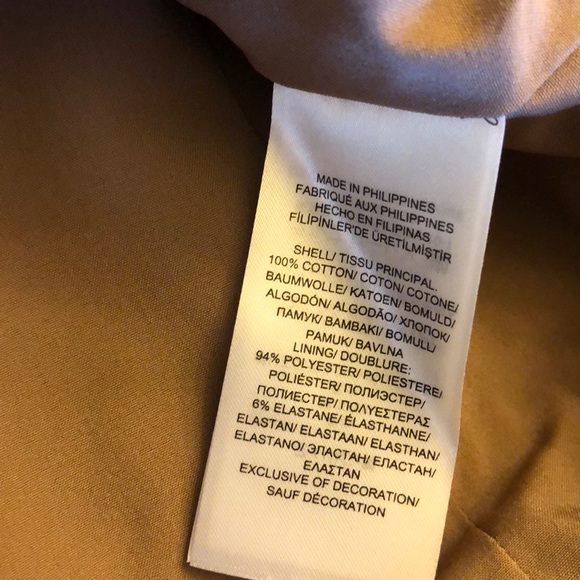 MADE IN PHILIPPINES
FABRIQUÉ AUX PHILIPPINES
HECHO EN FILIPINAS
FİLİPİNLER'DE ÜRETİLMİŞTİR
SHELL/ TISSU PRINCIPAL:
100% COTTON/ COTON/ COTONE/
BAUMWOLLE/ KATOEN/ BOMULD/
ALGODÓN/ ALGODÃO/ ХЛОПОК/
ПАМУК/ ΒΑΜΒΑΚΙ/ BOMULL/
PAMUK/ BAVLNA
LINING/ DOUBLURE:
94% POLYESTER/ POLIESTERE/
POLIÉSTER/ ПОЛИЭСТЕР/
ПОЛИЕСТЕР/ ΠΟΛΥΕΣΤΕΡΑΣ
6% ELASTANE/ ÉLASTHANNE/
ELASTAN/ ELASTAAN/ ELASTHAN/
ELASTANO/ ЭЛАСТАН/ ЕЛАСТАН/
ΕΛΑΣΤΑΝ
EXCLUSIVE OF DECORATION/
SAUF DÉCORATION